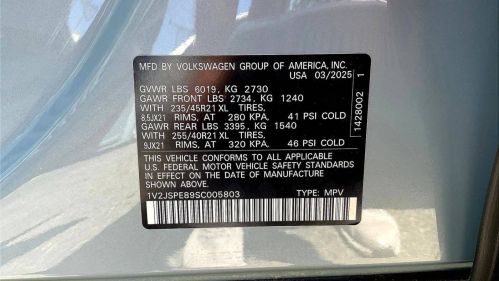 MFD BY VOLKSWAGEN GROUP OF AMERICA, INC.
USA 03/2025
GVWR LBS 6019, KG 2730
GAWR FRONT LBS 2734, KG 1240
WITH 235/45R21 XL TIRES,
8.5JX21 RIMS, AT 280 KPA, 41 PSI COLD
GAWR REAR LBS 3395, KG 1540
WITH 255/40R21 XL TIRES,
9JX21 RIMS, AT 320 KPA, 46 PSI COLD
THIS VEHICLE CONFORMS TO ALL APPLICABLE
U.S. FEDERAL MOTOR VEHICLE SAFETY STANDARDS
IN EFFECT ON THE DATE OF MANUFACTURE
SHOWN ABOVE.
1V2JSPE89SC005803 TYPE: MPV
1428002 1